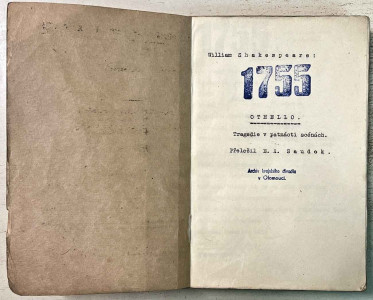 William Shakespeare:
1755
OTHELLO.
Tragedie v patnácti scénách.
Přeložil E. A. Saudek.
Archiv krajského divadla
v Olomouci.